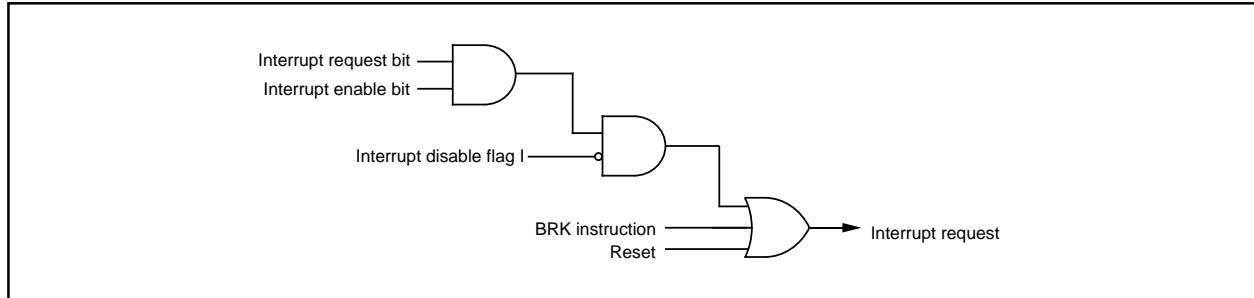 Interrupt request bit
Interrupt enable bit
Interrupt disable flag I
BRK instruction
Reset
Interrupt request